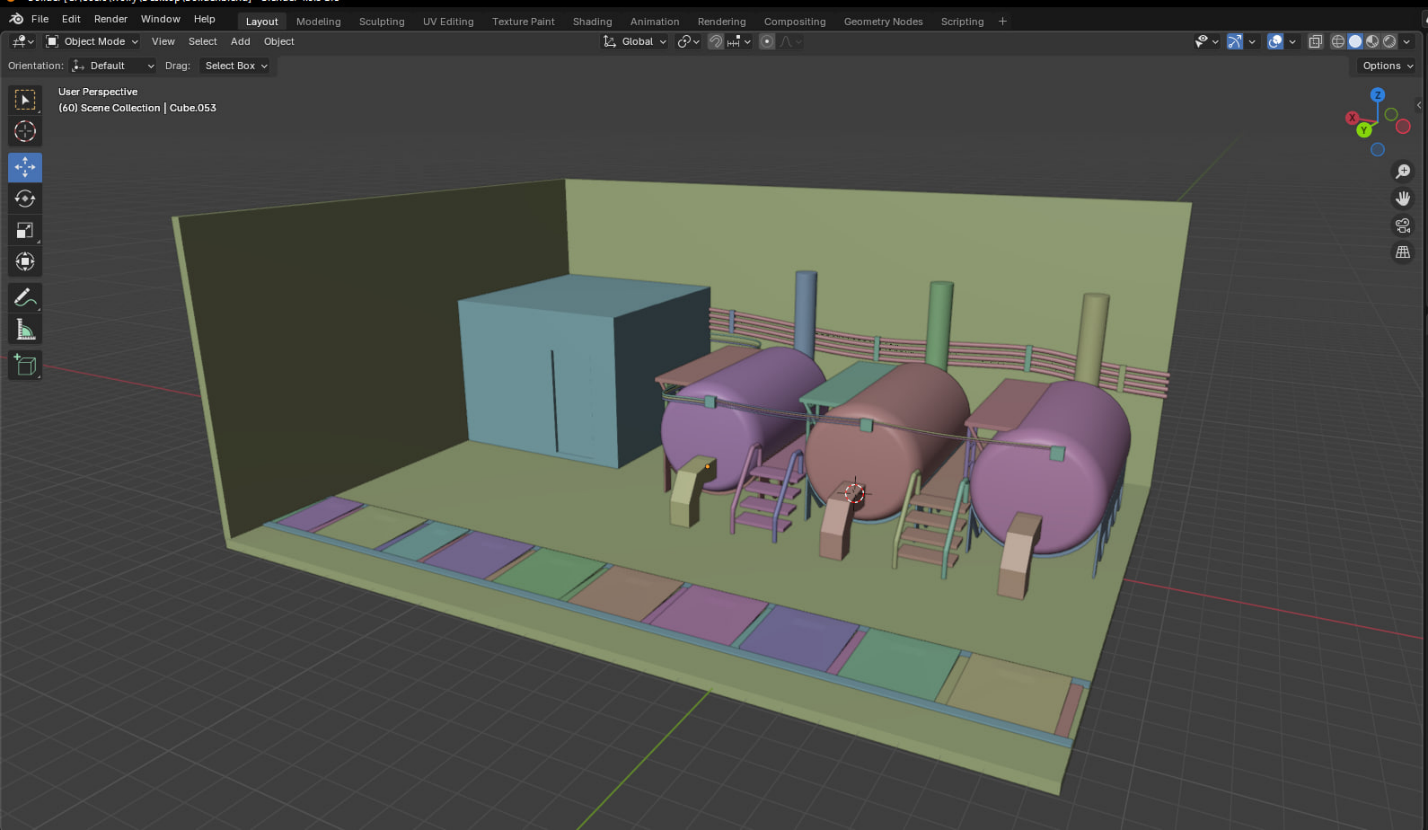 File Edit Render Window Help Layout Modeling Sculpting UV Editing Texture Paint Shading Animation Rendering Compositing Geometry Nodes Scripting +
Object Mode View Select Add Object Global
Orientation: Default Drag: Select Box Options
User Perspective
(60) Scene Collection | Cube.053
Z
X
Y